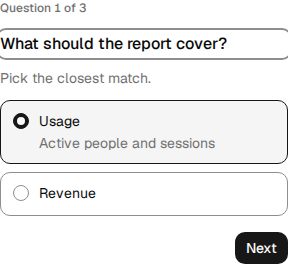 Question 1 of 3
What should the report cover?
Pick the closest match.
Usage
Active people and sessions
Revenue
Next